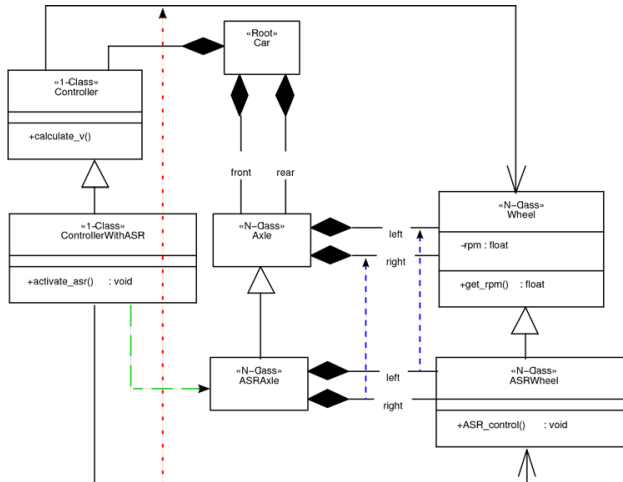 «Root»
Car
«1-Class»
Controller
+calculate_v()
front
rear
«N-Class»
Wheel
-rpm : float
+get_rpm() : float
«1-Class»
ControllerWithASR
+activate_asr() : void
«N-Class»
Axle
left
right
«N-Class»
ASRAxle
left
right
«N-Class»
ASRWheel
+ASR_control() : void